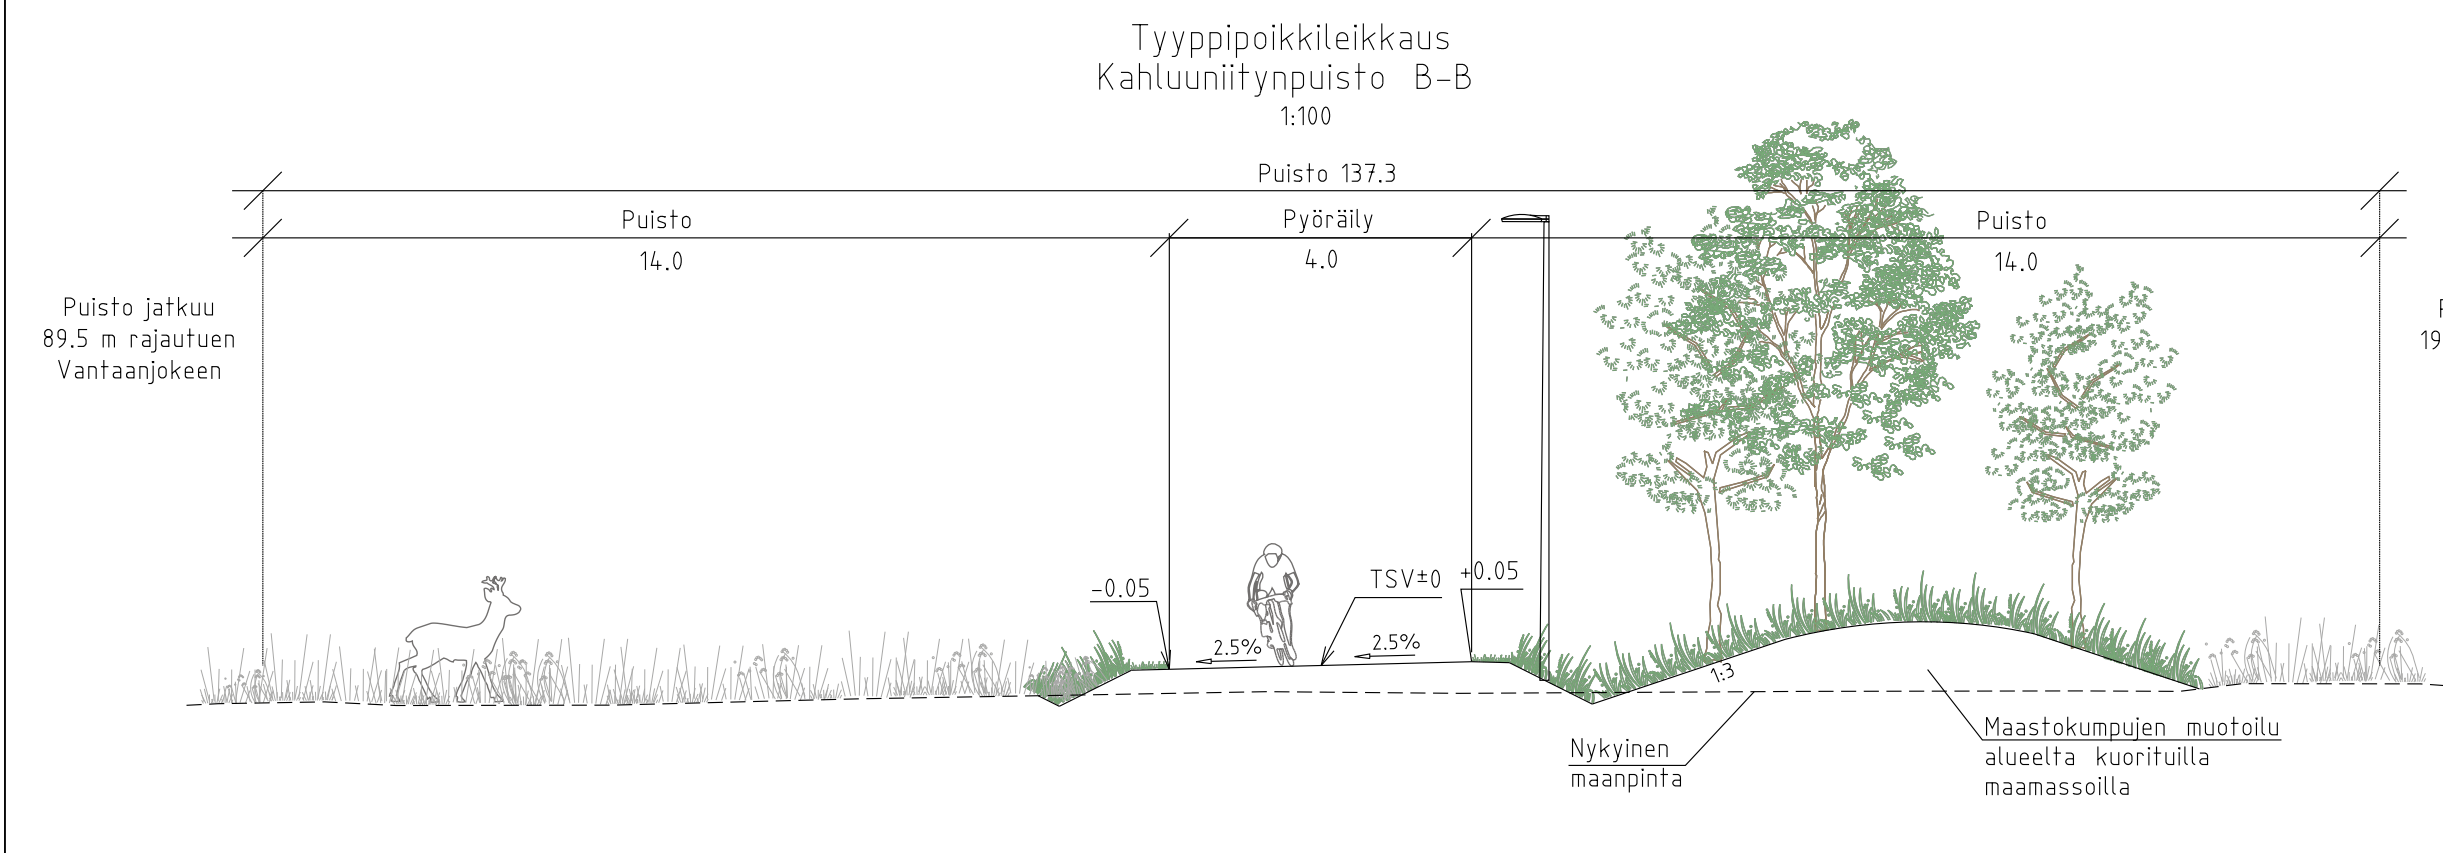 Tyyppipoikkileikkaus
Kahluuniitynpuisto B-B
1:100
Puisto 137.3
Puisto
Pyöräily
Puisto
14.0
4.0
14.0
Puisto jatkuu
89.5 m rajautuen
Vantaanjokeen
19
-0.05
TSV±0
+0.05
2.5%
2.5%
1:3
Nykyinen
maanpinta
Maastokumpujen muotoilu
alueelta kuorituilla
maamassoilla